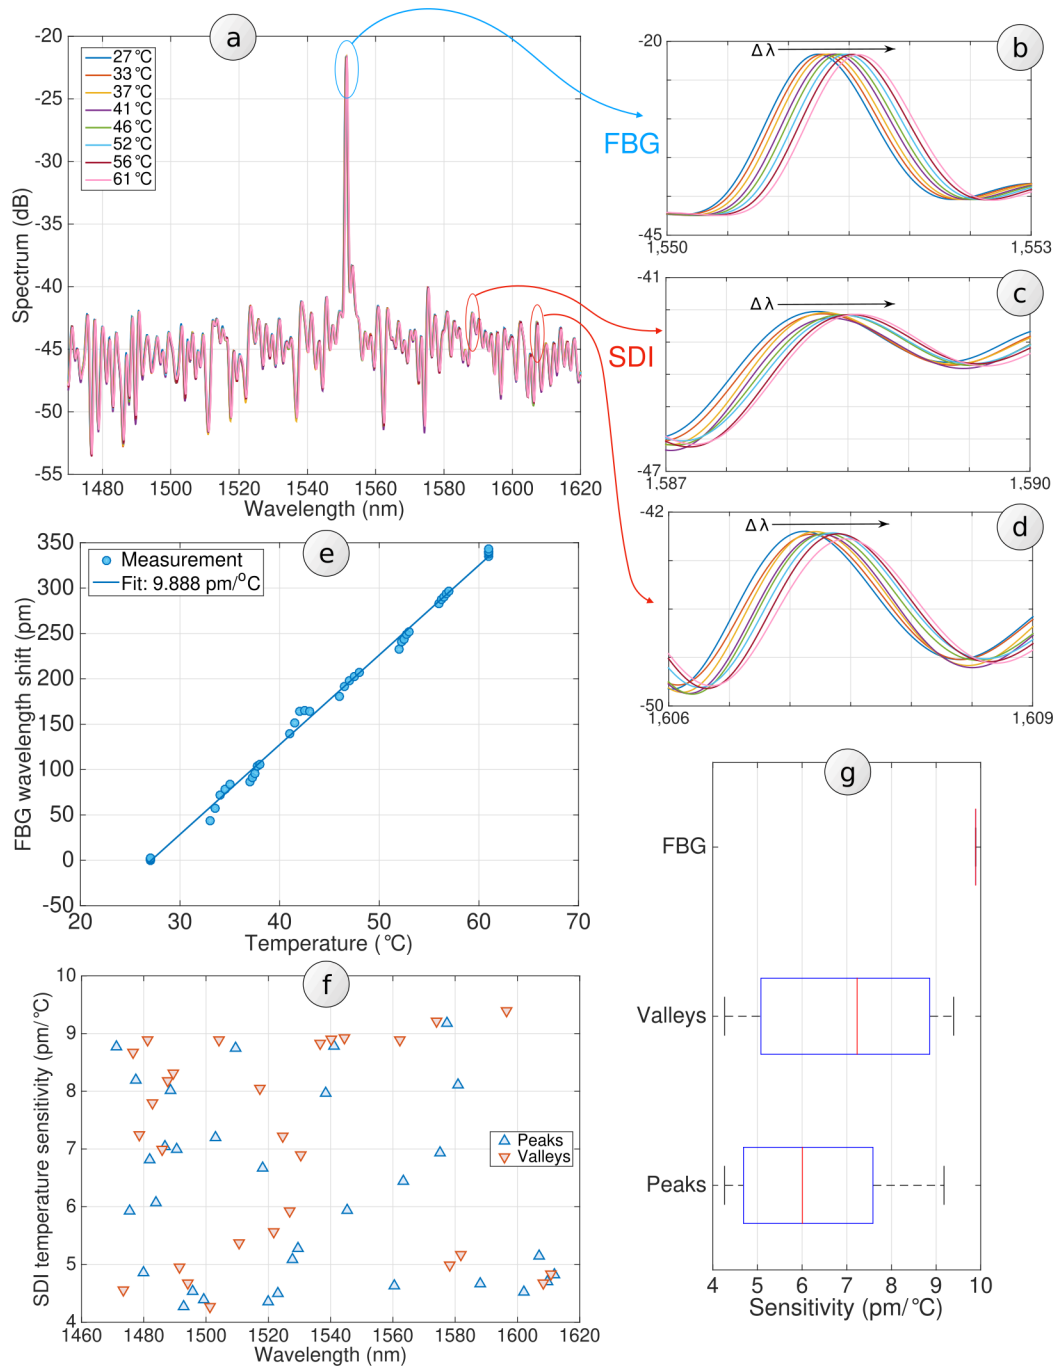 a
-20
-25
-30
-35
-40
-45
-50
-55
Spectrum (dB)
27°C
33°C
37°C
41°C
46°C
52°C
56°C
61°C
1480
1500
1520
1540
1560
1580
1600
1620
Wavelength (nm)
FBG
SDI
b
-20
Δλ
-45
1,550
1,553
c
-41
Δλ
-47
1,587
1,590
d
-42
Δλ
-50
1,606
1,609
e
350
300
250
200
150
100
50
0
-50
FBG wavelength shift (pm)
Measurement
Fit: 9.888 pm/°C
20
30
40
50
60
70
Temperature (°C)
f
10
9
8
7
6
5
4
SDI temperature sensitivity (pm/°C)
Peaks
Valleys
1460
1480
1500
1520
1540
1560
1580
1600
1620
Wavelength (nm)
g
FBG
Valleys
Peaks
4
5
6
7
8
9
10
Sensitivity (pm/°C)